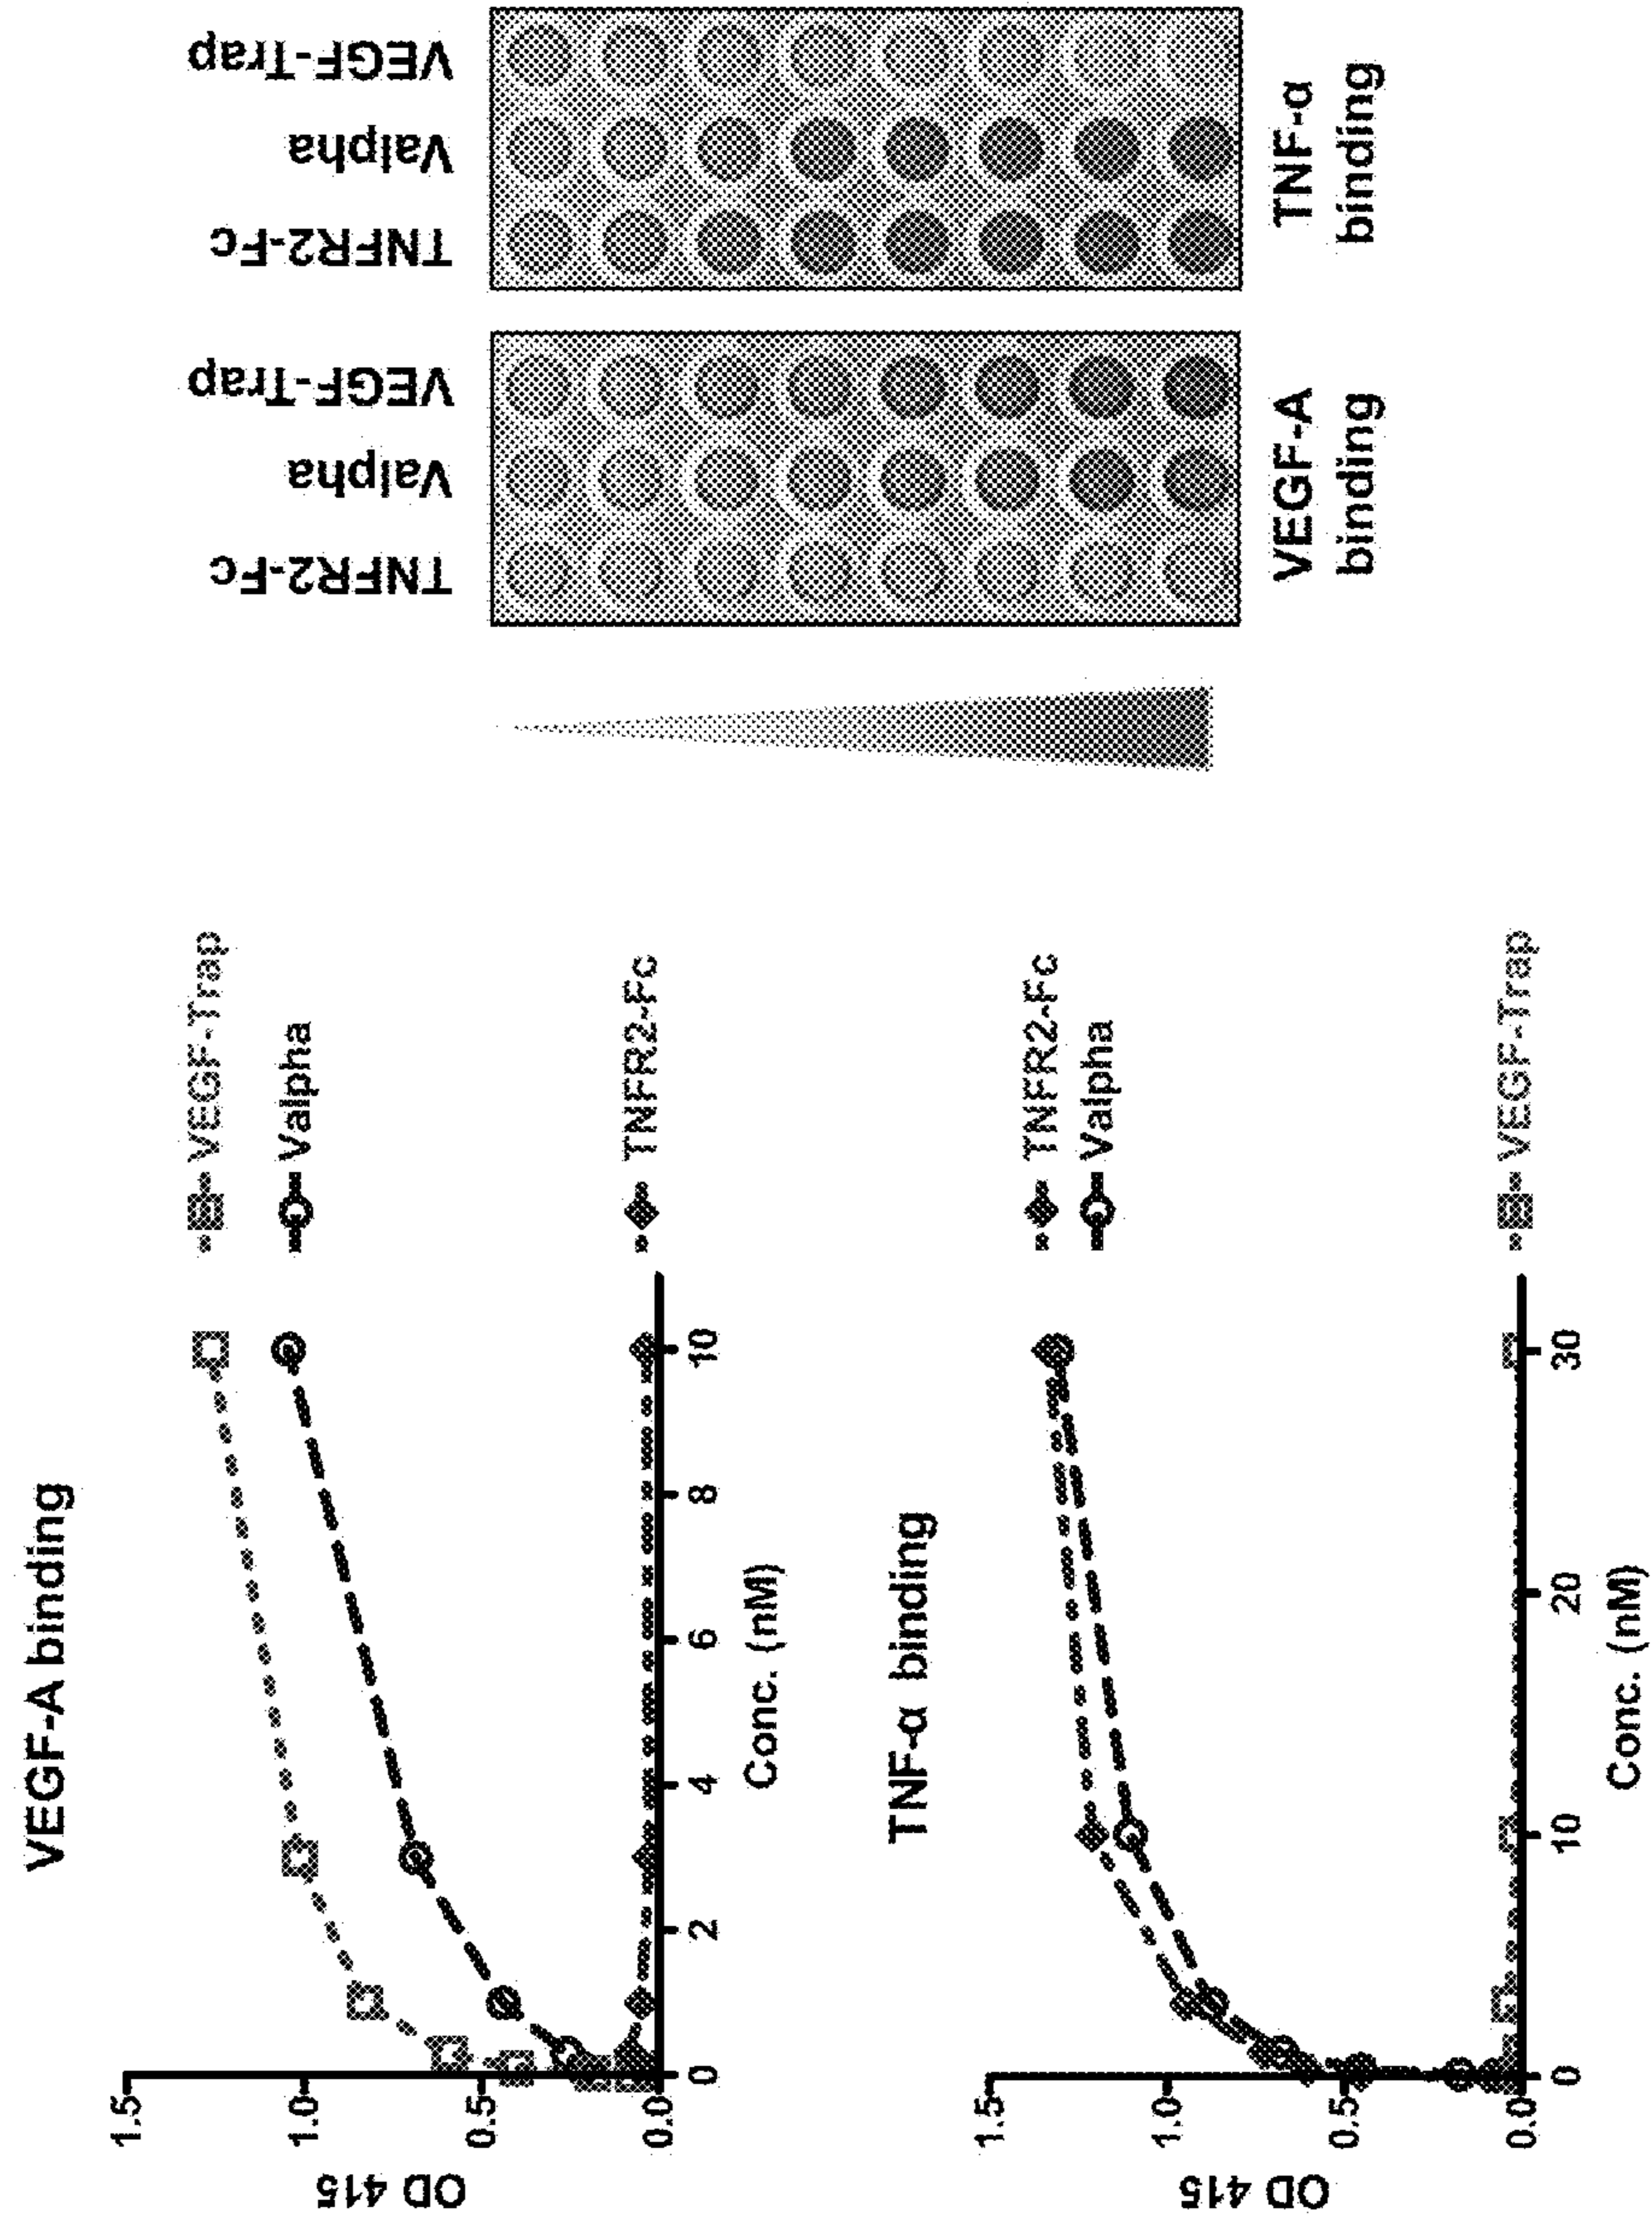 VEGF-A binding
OD 415
1.5
1.0
0.5
0.0
0
2
4
6
8
10
Conc. (nM)
VEGF-Trap
Valpha
TNFR2-Fc
TNF-α binding
OD 415
1.5
1.0
0.5
0.0
0
10
20
30
Conc. (nM)
TNFR2-Fc
Valpha
VEGF-Trap
TNFR2-Fc
Valpha
VEGF-Trap
TNFR2-Fc
Valpha
VEGF-Trap
VEGF-A
binding
TNF-α
binding